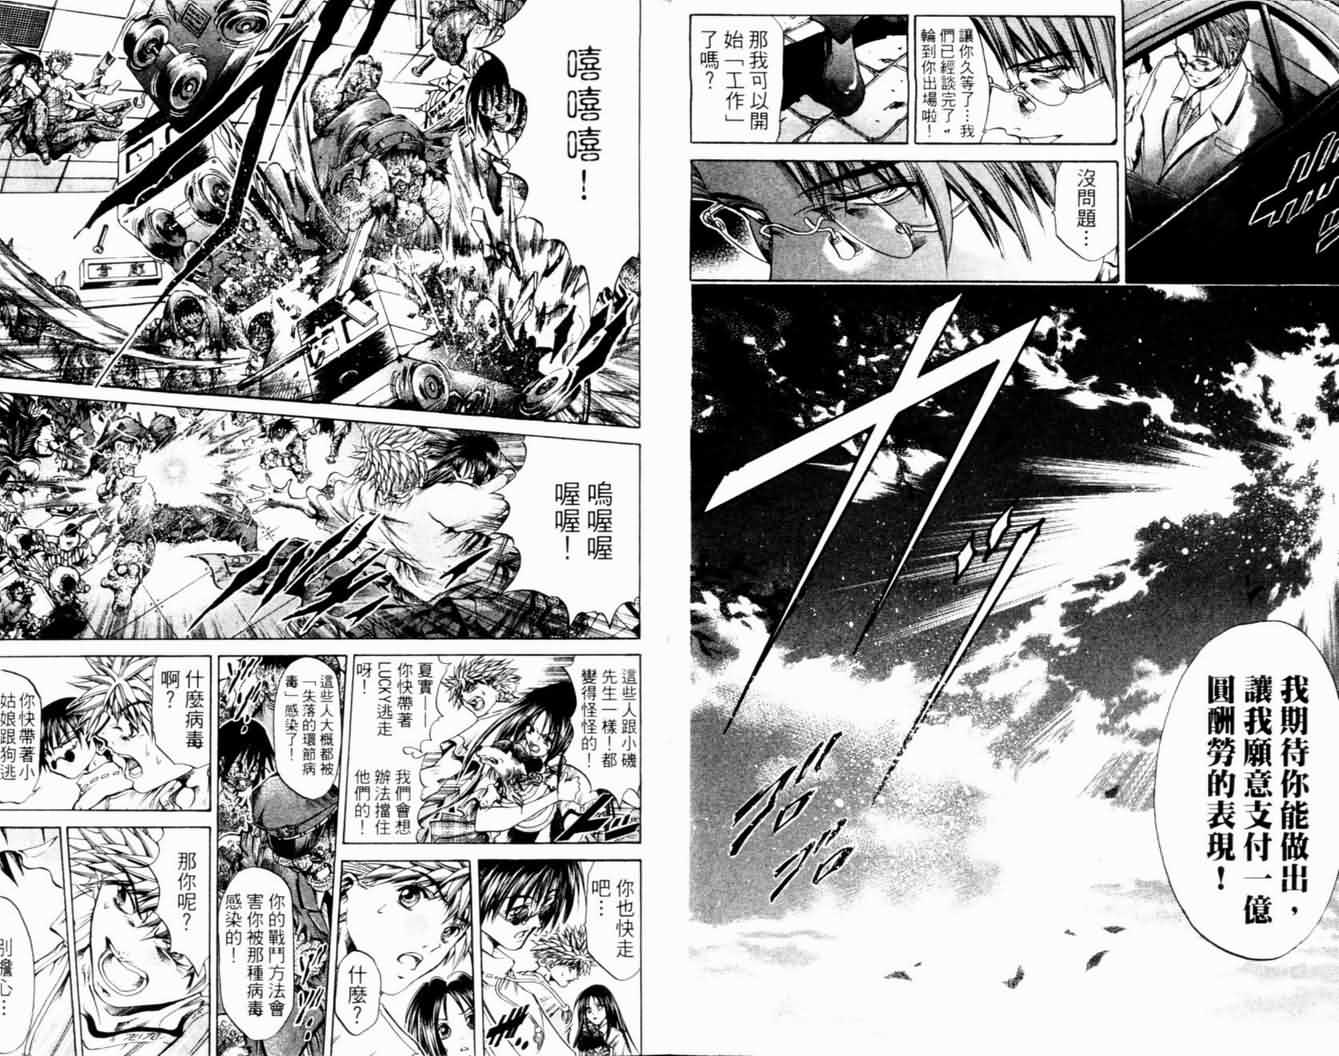 讓你久等了…我
們已經談完了。
輪到你出場啦！
那我可以開
始「工作」
了嗎？
沒問題…
我期待你能做出，
讓我願意支付一億
圓酬勞的表現！
嘻嘻嘻！
嗚喔喔
喔喔！
這些人跟小磯
先生一樣！都
變得怪怪的！
夏實——
你快帶著
LUCKY逃走
呀！
我們會想
辦法擋住
他們的！
這些人大概都被
「失落的環節病
毒」感染了！
什麼病毒
啊？
你快帶著小
姑娘跟狗逃
你也快走
吧…
什麼？
你的戰鬥方法會
害你被那種病毒
感染的！
那你呢？
別擔心…